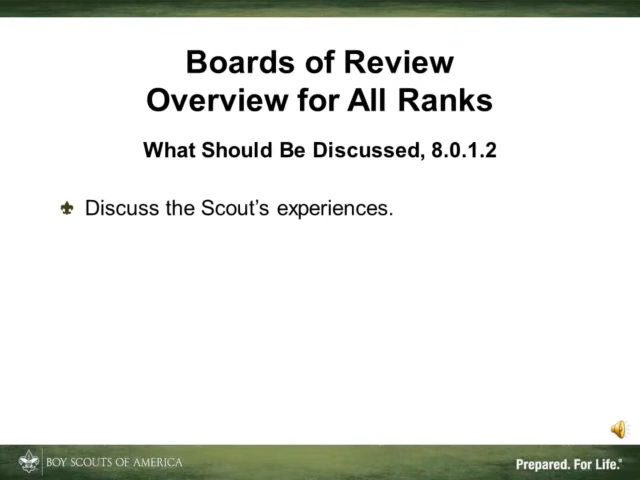 Boards of Review
Overview for All Ranks
What Should Be Discussed, 8.0.1.2
Discuss the Scout's experiences.
BOY SCOUTS OF AMERICA
Prepared. For Life.®